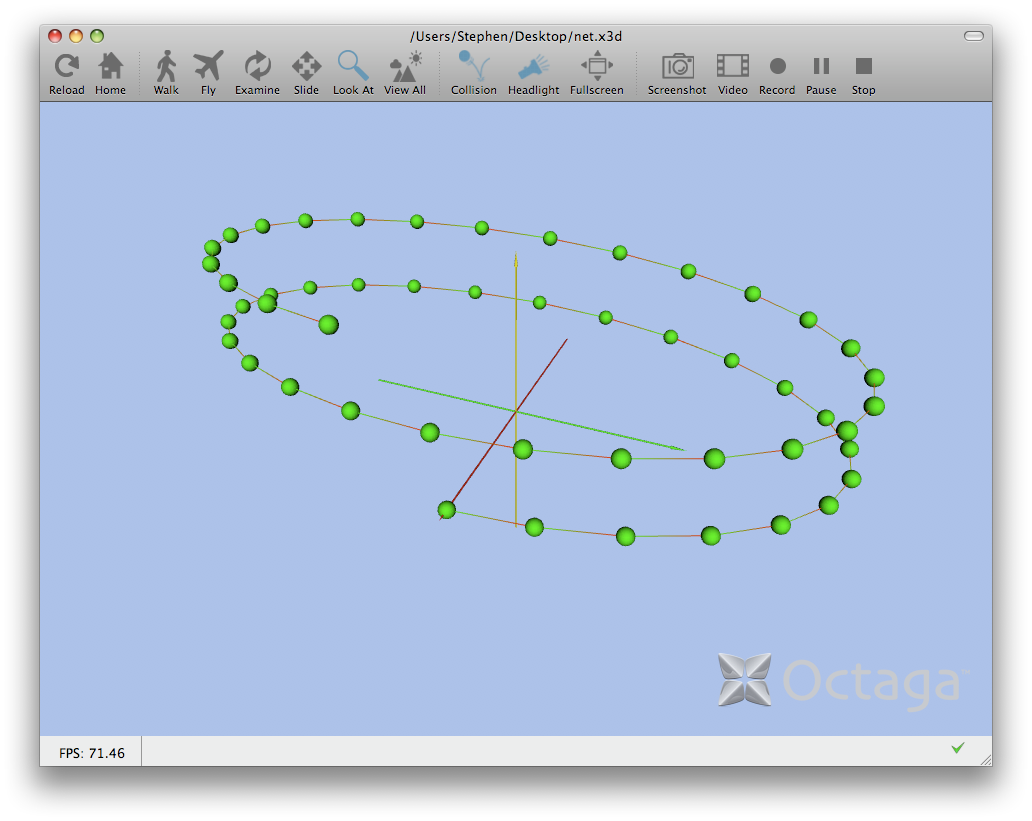 /Users/Stephen/Desktop/net.x3d
Reload Home Walk Fly Examine Slide Look At View All Collision Headlight Fullscreen Screenshot Video Record Pause Stop
Octaga™
FPS: 71.46